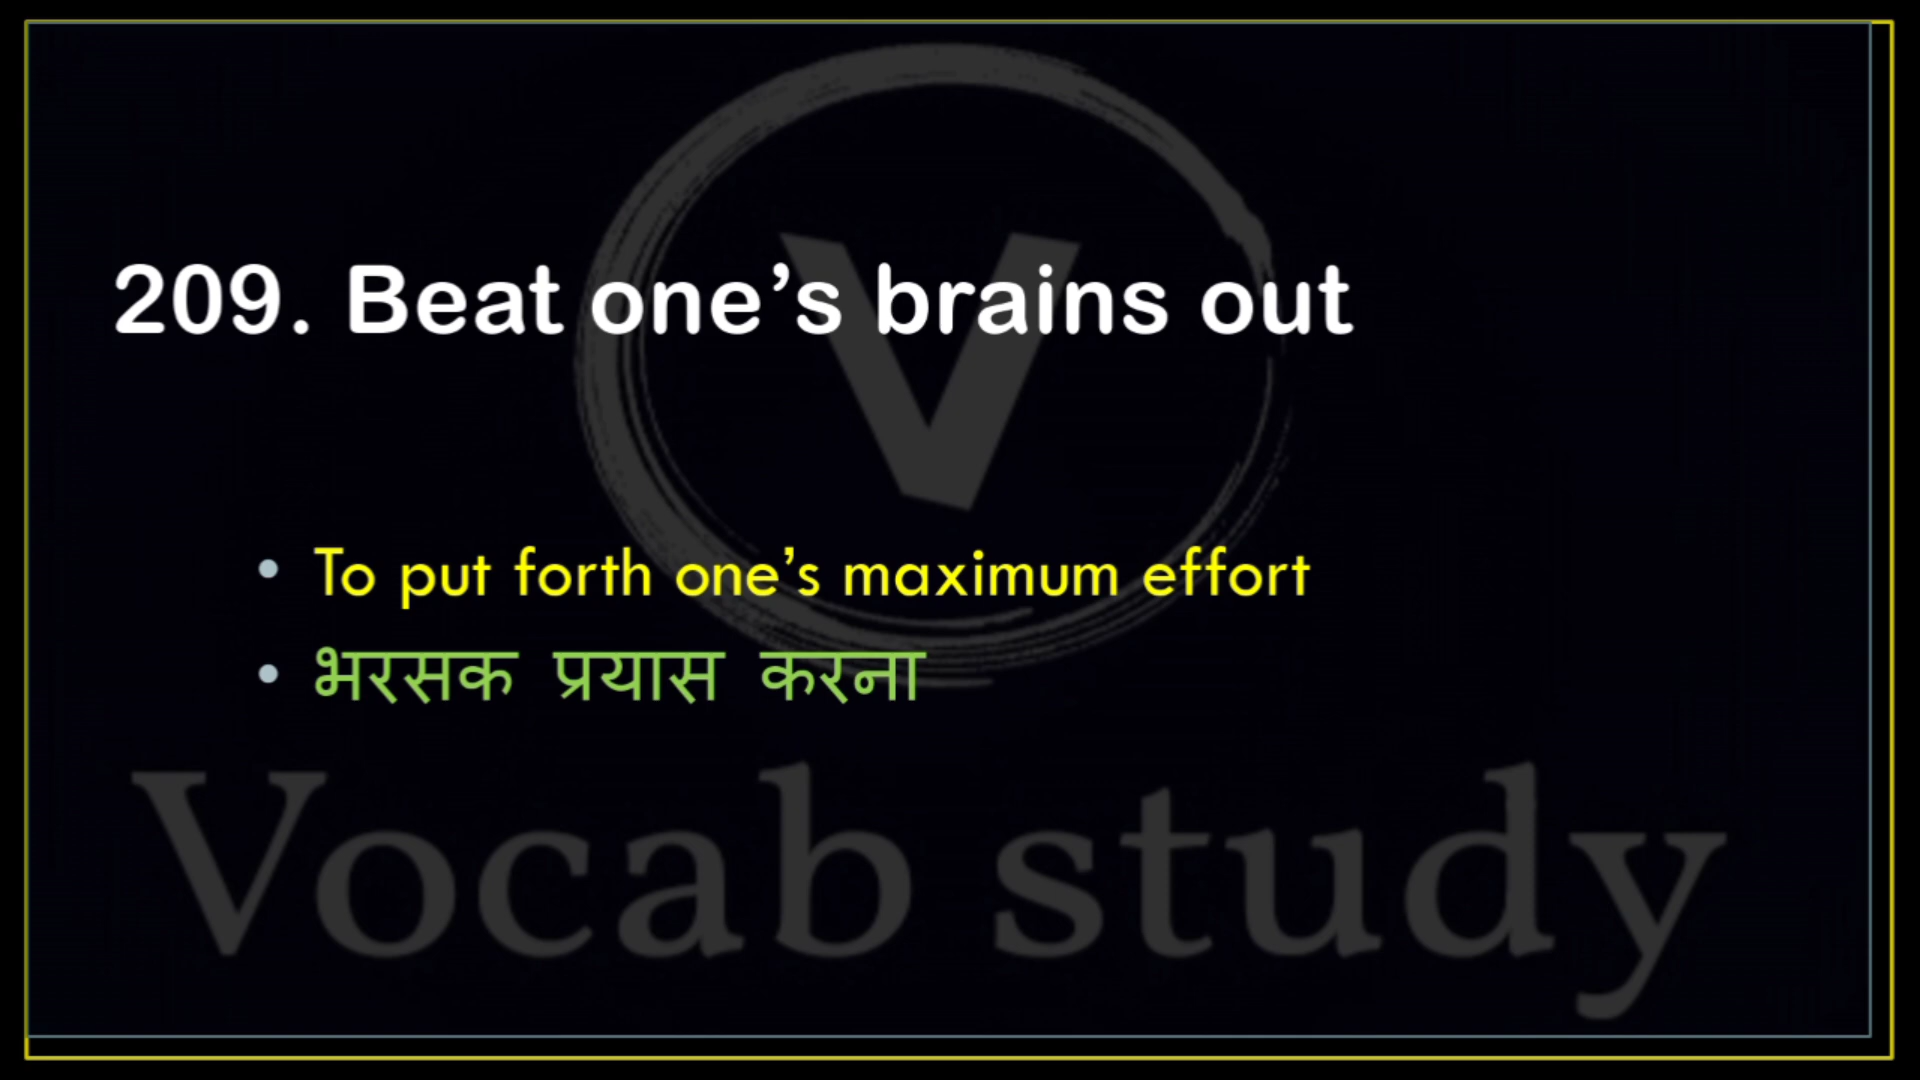 209. Beat one’s brains out
• To put forth one’s maximum effort
• भरसक प्रयास करना
V
Vocab study